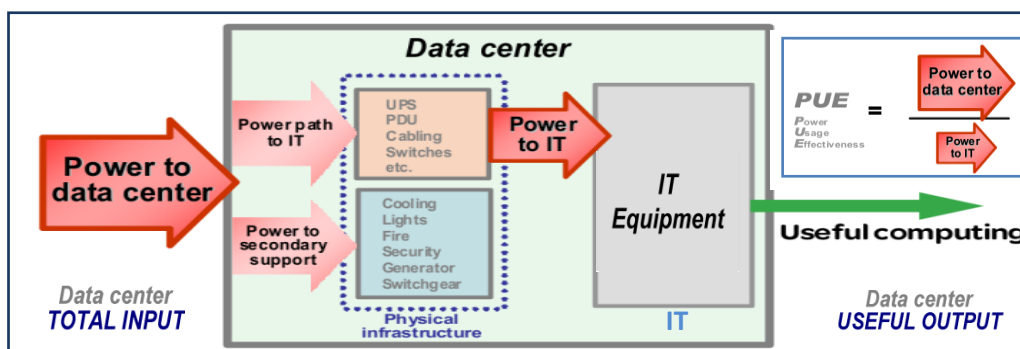 Data center
Power to
data center
Data center
TOTAL INPUT
Power path
to IT
Power to
secondary
support
UPS
PDU
Cabling
Switches
etc.
Cooling
Lights
Fire
Security
Generator
Switchgear
Physical
infrastructure
Power
to IT
IT
Equipment
IT
PUE
Power
Usage
Effectiveness
=
Power to
data center
Power
to IT
Useful computing
Data center
USEFUL OUTPUT